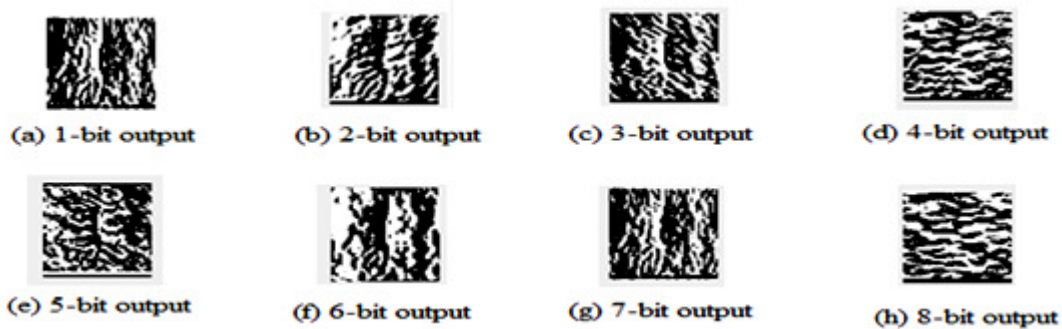 (a) 1-bit output
(b) 2-bit output
(c) 3-bit output
(d) 4-bit output
(e) 5-bit output
(f) 6-bit output
(g) 7-bit output
(h) 8-bit output